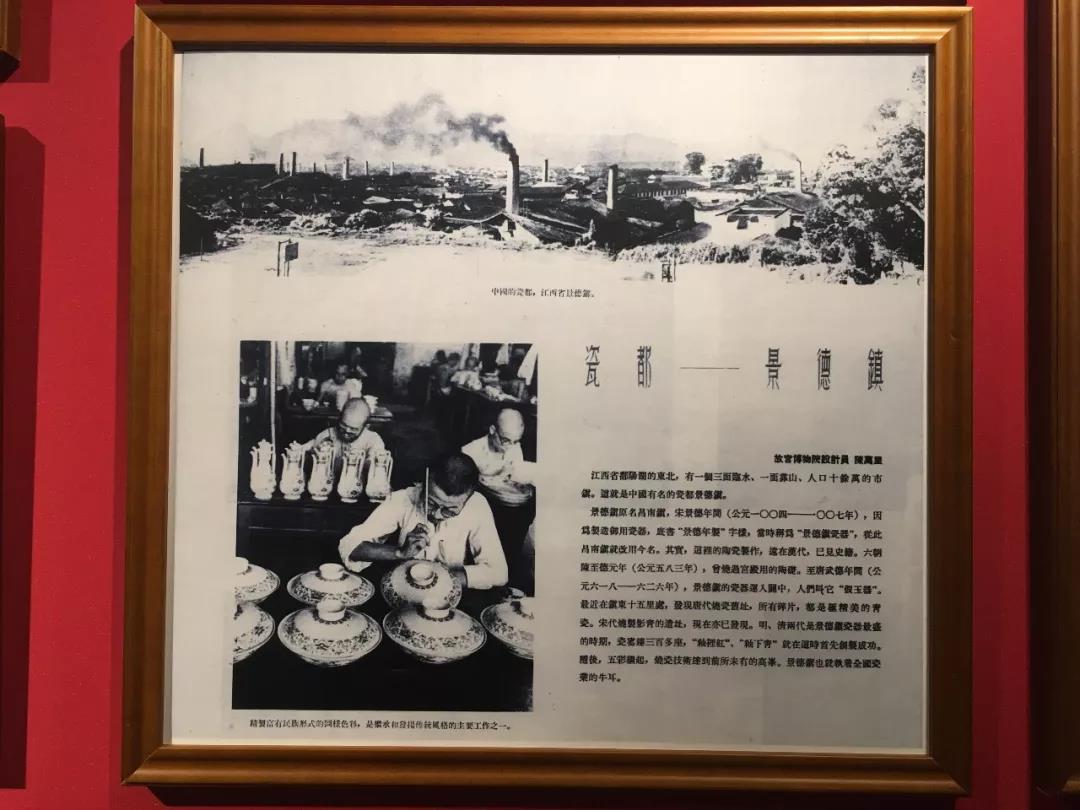 中國的瓷都，江西省景德鎮。
瓷都——景德鎮
故宮博物院設計員 陳萬里
江西省鄱陽湖的東北，有一個三面臨水、一面靠山、人口十餘萬的市
鎮。這就是中國有名的瓷都景德鎮。
景德鎮原名昌南鎮，宋景德年間（公元一〇〇四——一〇〇七年），因
爲製造御用瓷器，底書“景德年製”字樣，當時稱爲“景德鎮瓷器”，從此
昌南鎮就改用今名。其實，這裡的陶瓷製作，遠在漢代，已見史籍。六朝
陳至德元年（公元五八三年），曾燒過宮殿用的陶礎。至唐武德年間（公
元六一八——六二六年），景德鎮的瓷器運入關中，人們叫它“假玉器”。
最近在鎮東十五里處，發現唐代燒瓷舊址，所有碎片，都是極精美的青
瓷。宋代燒製影青的遺址，現在亦已發現。明、清兩代是景德鎮瓷器最盛
的時期，瓷窰達三百多座，“釉裡紅”、“釉下青”就在這時首先創製成功。
隨後，五彩繼起，燒瓷技術達到前所未有的高峯。景德鎮也就執着全國瓷
業的牛耳。
精製富有民族形式的圖樣色彩，是繼承和發揚傳統風格的主要工作之一。